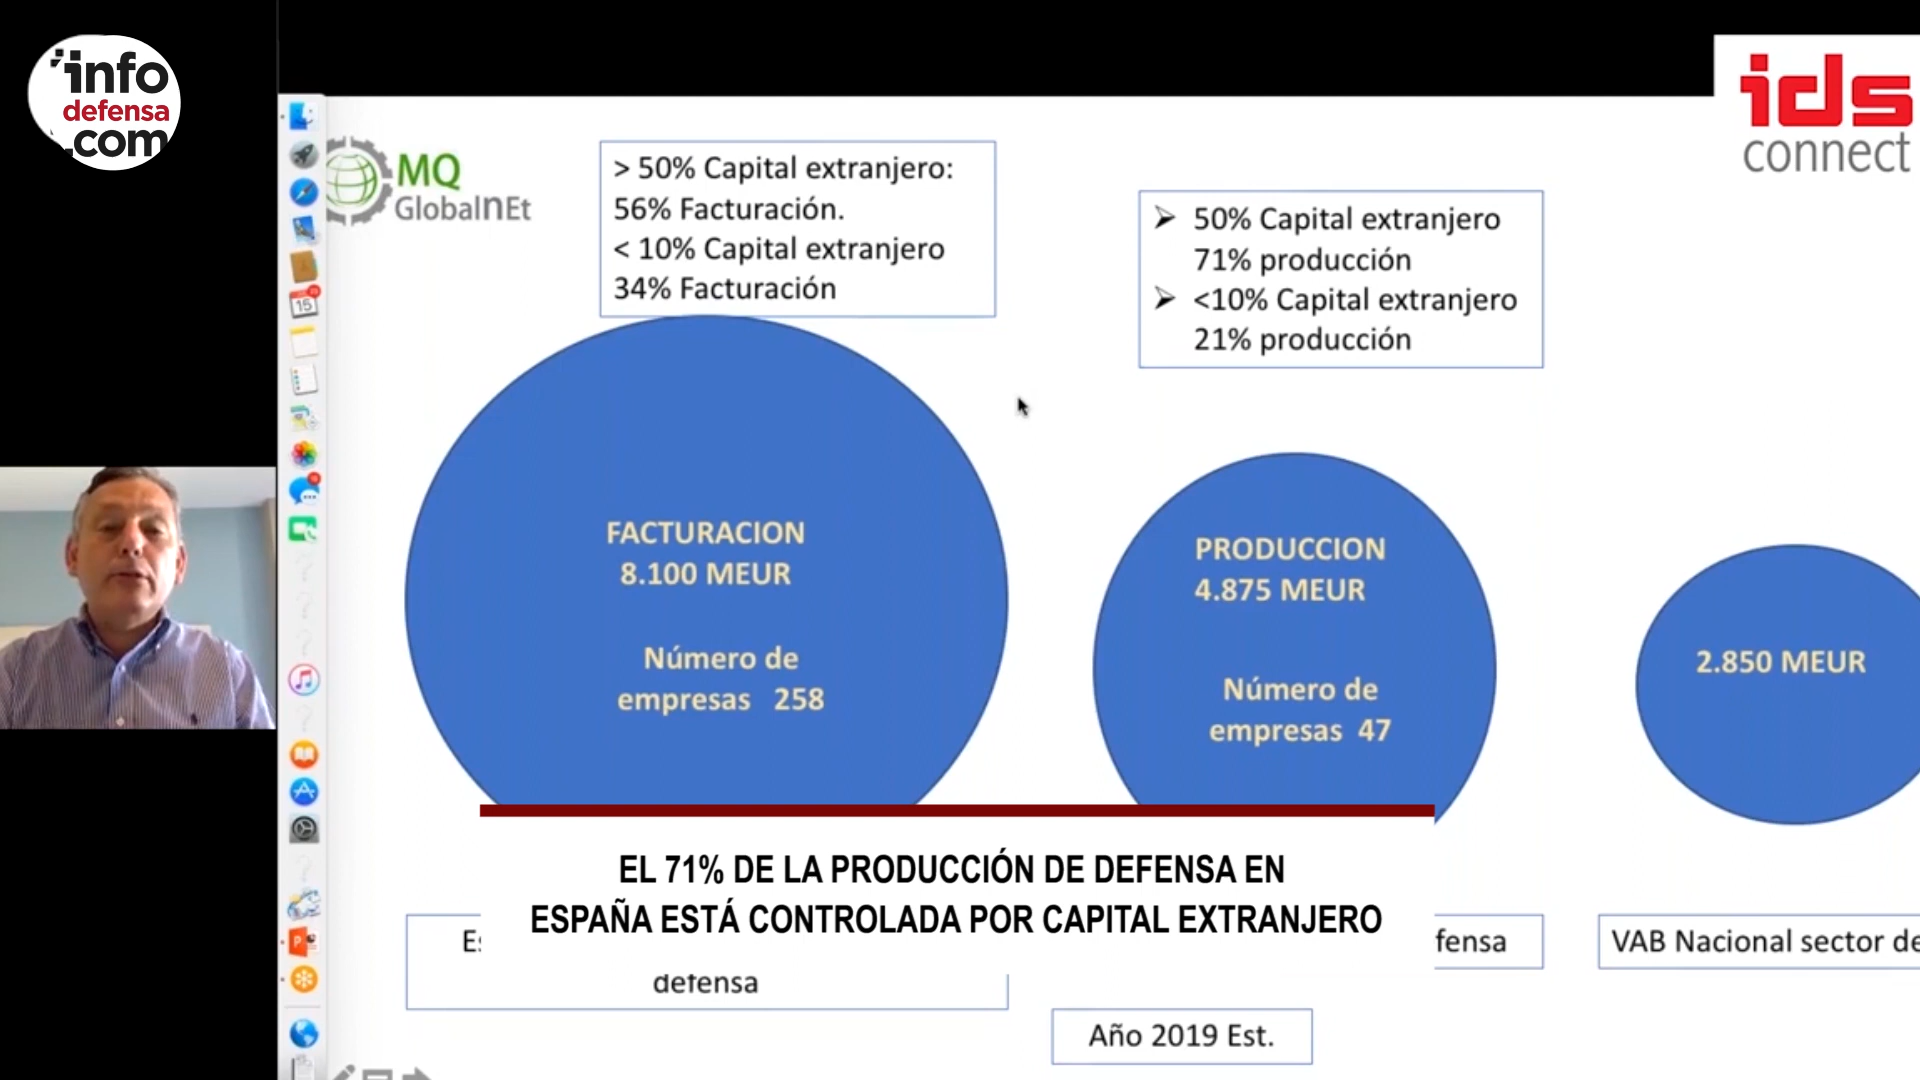 info
defensa
.com
ids
connect
MQ
GlobalnEt
> 50% Capital extranjero:
56% Facturación.
< 10% Capital extranjero
34% Facturación
50% Capital extranjero
71% producción
<10% Capital extranjero
21% producción
15
FACTURACION
8.100 MEUR
Número de
empresas 258
PRODUCCION
4.875 MEUR
Número de
empresas 47
2.850 MEUR
EL 71% DE LA PRODUCCIÓN DE DEFENSA EN
ESPAÑA ESTÁ CONTROLADA POR CAPITAL EXTRANJERO
defensa
fensa
VAB Nacional sector de
Año 2019 Est.